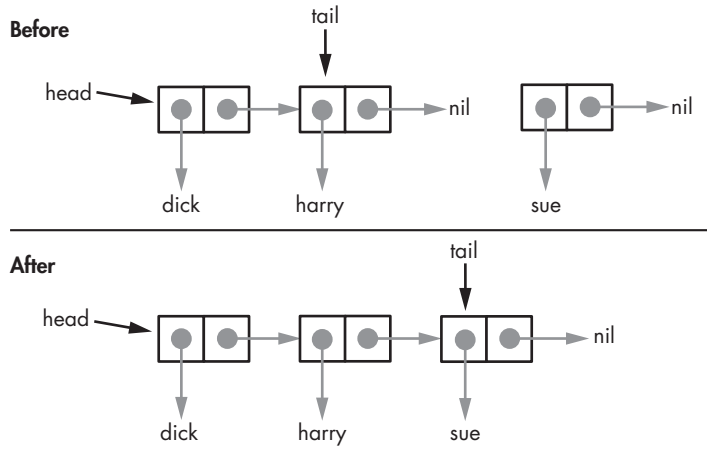 Before
tail
nil
head
nil
dick
harry
sue
After
tail
head
nil
dick
harry
sue